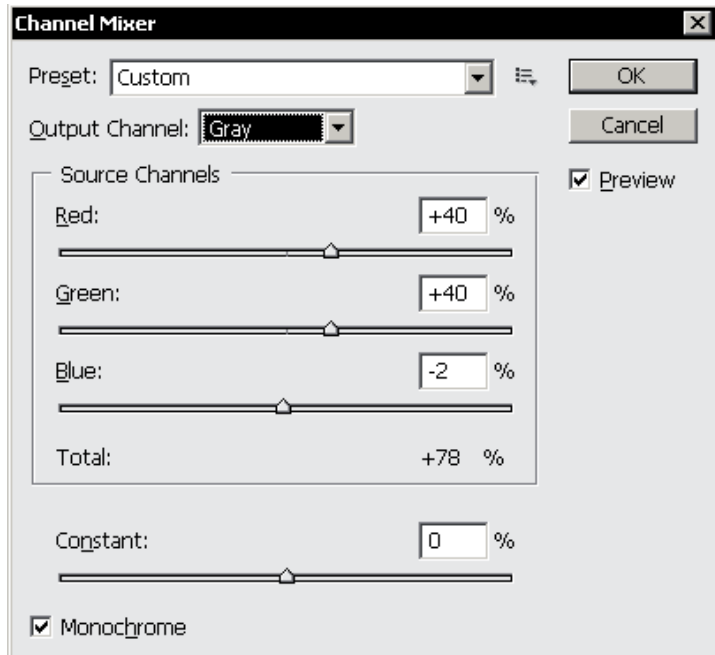 Channel Mixer
Preset: Custom
OK
Output Channel: Gray
Cancel
Source Channels
Preview
Red: +40 %
Green: +40 %
Blue: -2 %
Total: +78 %
Constant: 0 %
Monochrome